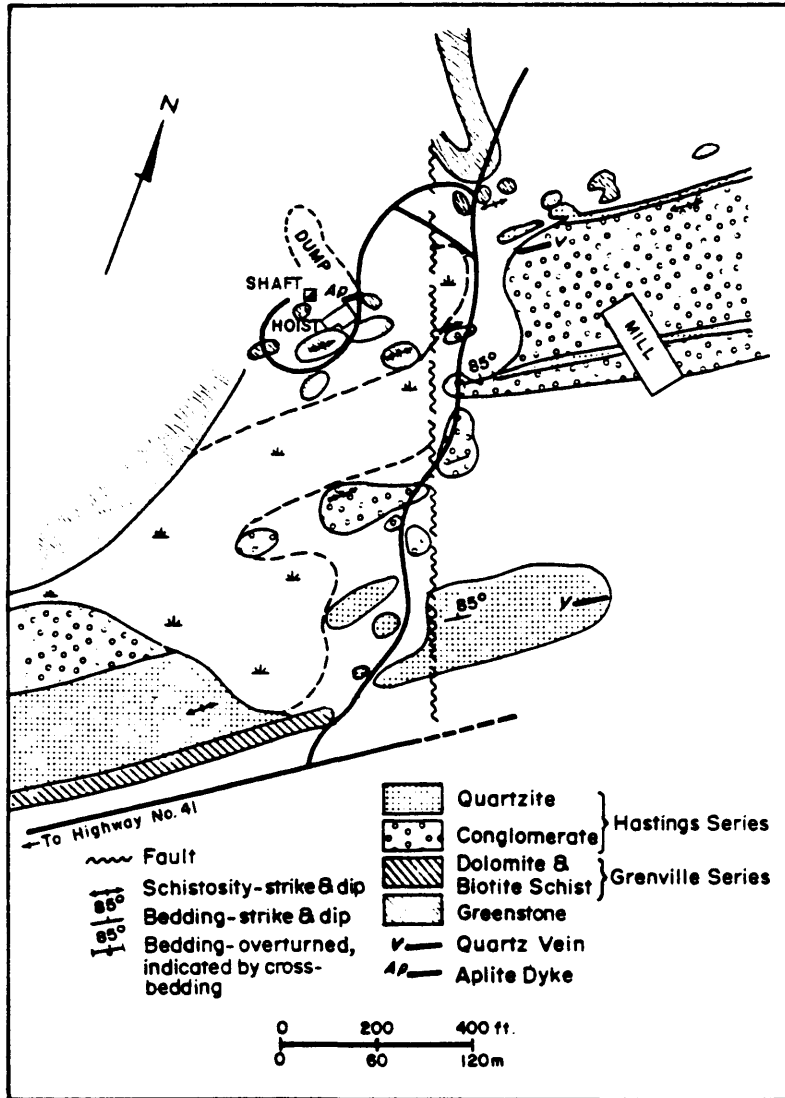 N
DUMP
SHAFT
Ap
HOIST
V
MILL
85°
85°
V
To Highway No. 41
Fault
Schistosity-strike & dip
85°
Bedding-strike & dip
85°
Bedding-overturned,
indicated by cross-
bedding
Quartzite
Conglomerate
Hastings Series
Dolomite &
Biotite Schist
Grenville Series
Greenstone
V
Quartz Vein
Ap
Aplite Dyke
0 200 400 ft.
0 60 120m